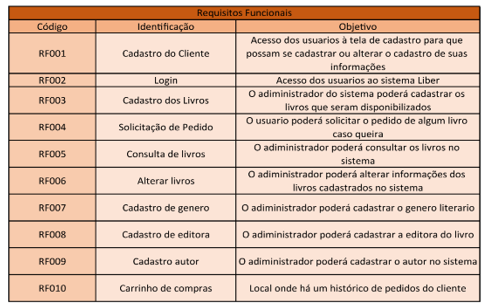 Requisitos Funcionais
Código Identificação Objetivo
RF001 Cadastro do Cliente Acesso dos usuarios à tela de cadastro para que
possam se cadastrar ou alterar o cadastro de suas
informações
RF002 Login Acesso dos usuarios ao sistema Liber
RF003 Cadastro dos Livros O adiministrador do sistema poderá cadastrar os
livros que seram disponibilizados
RF004 Solicitação de Pedido O usuario poderá solicitar o pedido de algum livro
caso queira
RF005 Consulta de livros O adiministrador poderá consultar os livros no
sistema
RF006 Alterar livros O adiministrador poderá alterar informações dos
livros cadastrados no sistema
RF007 Cadastro de genero O adiministrador poderá cadastrar o genero literario
RF008 Cadastro de editora O adiministrador poderá cadastrar a editora do livro
RF009 Cadastro autor O adiministrador poderá cadastrar o autor no sistema
RF010 Carrinho de compras Local onde há um histórico de pedidos do cliente